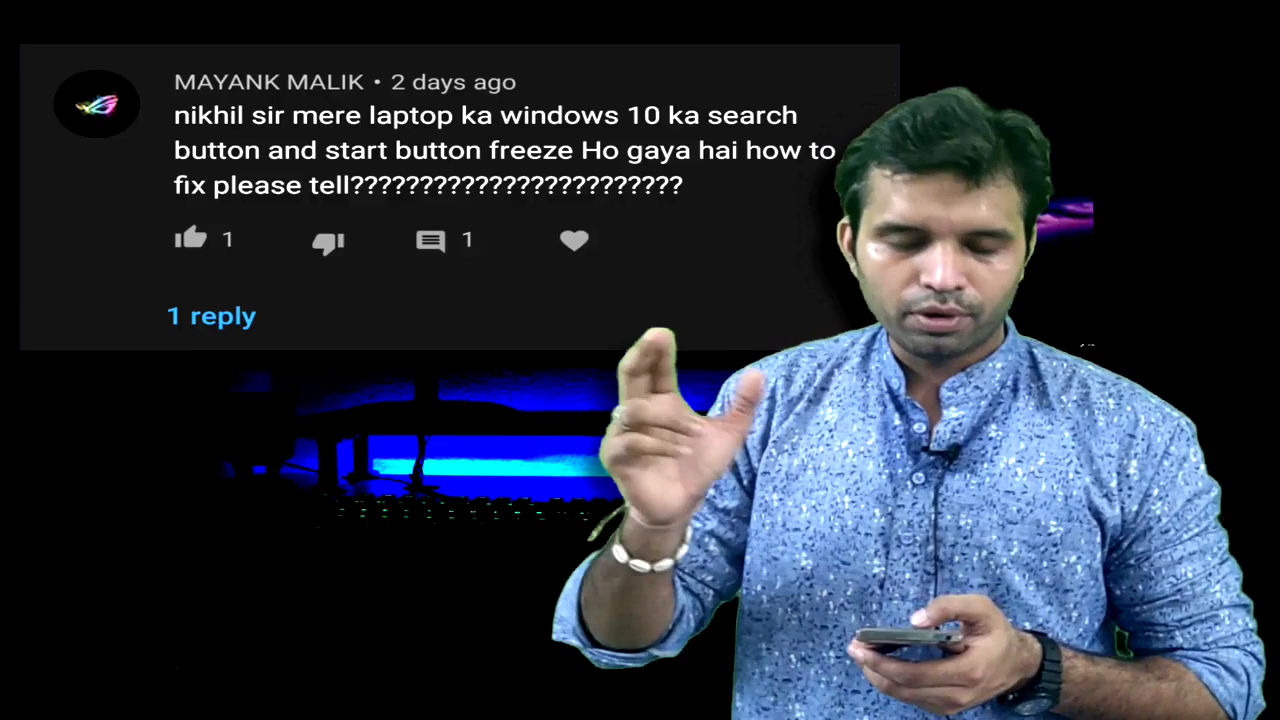 MAYANK MALIK • 2 days ago
nikhil sir mere laptop ka windows 10 ka search
button and start button freeze Ho gaya hai how to
fix please tell????????????????????????
1 1
1 reply